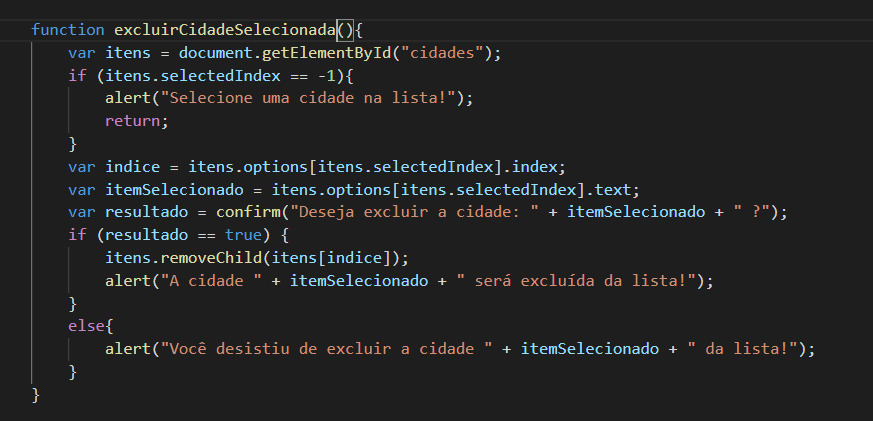 function excluirCidadeSelecionada(){
    var itens = document.getElementById("cidades");
    if (itens.selectedIndex == -1){
        alert("Selecione uma cidade na lista!");
        return;
    }
    var indice = itens.options[itens.selectedIndex].index;
    var itemSelecionado = itens.options[itens.selectedIndex].text;
    var resultado = confirm("Deseja excluir a cidade: " + itemSelecionado + " ?");
    if (resultado == true) {
        itens.removeChild(itens[indice]);
        alert("A cidade " + itemSelecionado + " será excluída da lista!");
    }
    else{
        alert("Você desistiu de excluir a cidade " + itemSelecionado + " da lista!");
    }
}